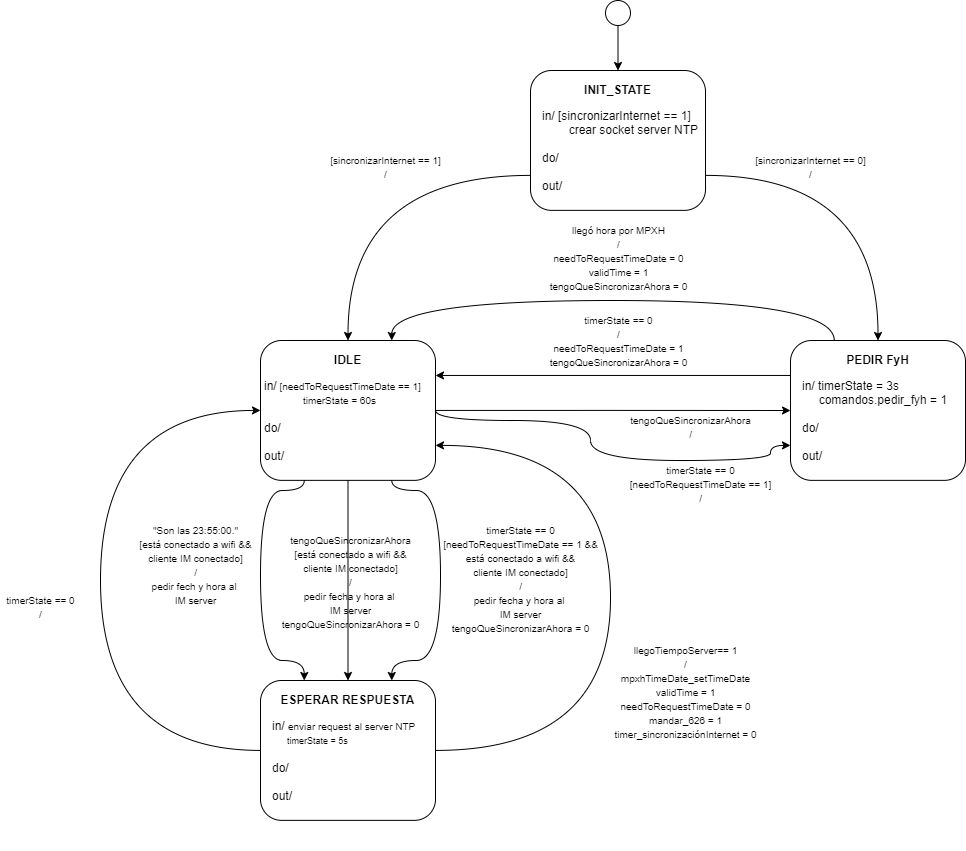 INIT_STATE
in/ [sincronizarInternet == 1]
crear socket server NTP
do/
out/
[sincronizarInternet == 1]
/
[sincronizarInternet == 0]
/
llegó hora por MPXH
/
needToRequestTimeDate = 0
validTime = 1
tengoQueSincronizarAhora = 0
timerState == 0
/
needToRequestTimeDate = 1
tengoQueSincronizarAhora = 0
IDLE
in/ [needToRequestTimeDate == 1]
timerState = 60s
do/
out/
PEDIR FyH
in/ timerState = 3s
comandos.pedir_fyh = 1
do/
out/
tengoQueSincronizarAhora
/
timerState == 0
[needToRequestTimeDate == 1]
/
"Son las 23:55:00."
[está conectado a wifi &&
cliente IM conectado]
/
pedir fech y hora al
IM server
tengoQueSincronizarAhora
[está conectado a wifi &&
cliente IM conectado]
/
pedir fecha y hora al
IM server
tengoQueSincronizarAhora = 0
timerState == 0
[needToRequestTimeDate == 1 &&
está conectado a wifi &&
cliente IM conectado]
/
pedir fecha y hora al
IM server
tengoQueSincronizarAhora = 0
timerState == 0
/
llegoTiempoServer== 1
/
mpxhTimeDate_setTimeDate
validTime = 1
needToRequestTimeDate = 0
mandar_626 = 1
timer_sincronizaciónInternet = 0
ESPERAR RESPUESTA
in/ enviar request al server NTP
timerState = 5s
do/
out/